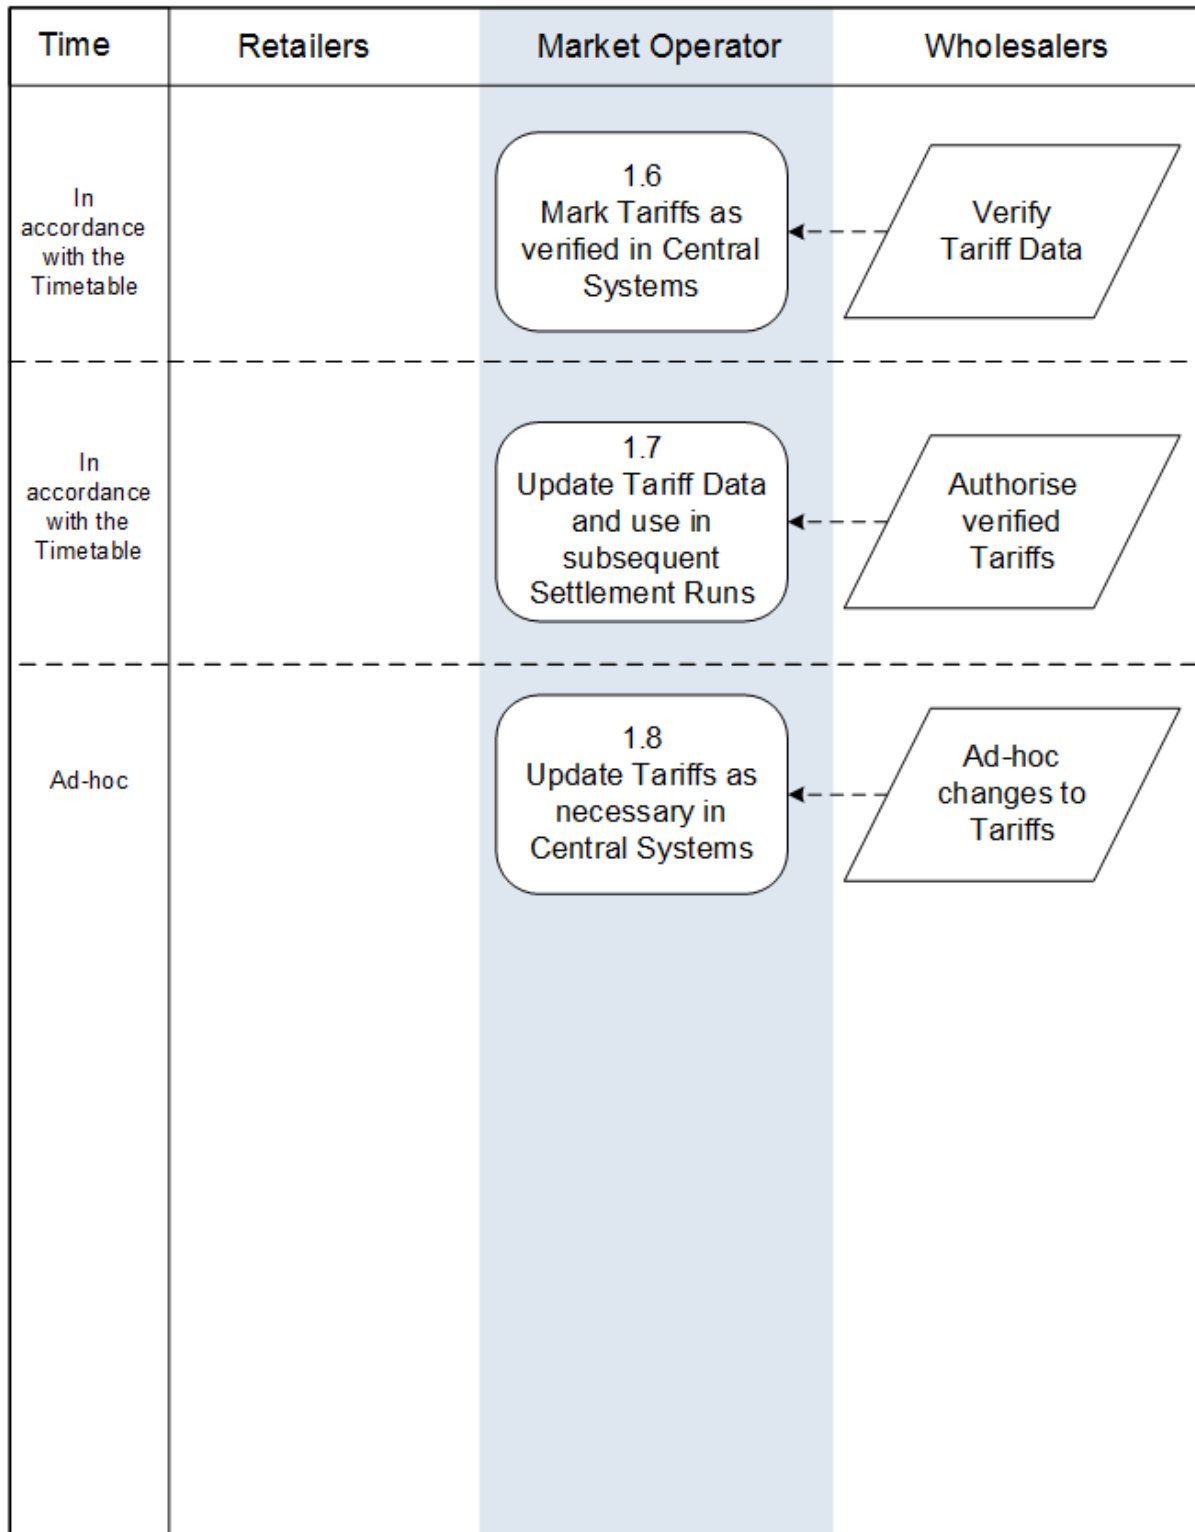 Time
Retailers
Market Operator
Wholesalers
In
accordance
with the
Timetable
1.6
Mark Tariffs as
verified in Central
Systems
Verify
Tariff Data
In
accordance
with the
Timetable
1.7
Update Tariff Data
and use in
subsequent
Settlement Runs
Authorise
verified
Tariffs
Ad-hoc
1.8
Update Tariffs as
necessary in
Central Systems
Ad-hoc
changes to
Tariffs